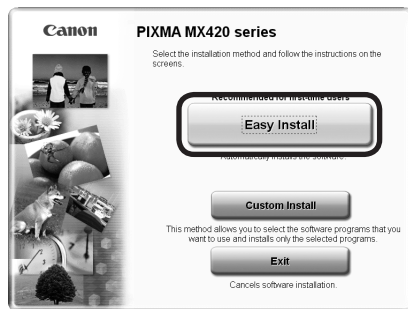 Canon
PIXMA MX420 series
Select the installation method and follow the instructions on the
screens.
Recommended for first-time users
Easy Install
Automatically installs the software.
Custom Install
This method allows you to select the software programs that you
want to use and installs only the selected programs.
Exit
Cancels software installation.